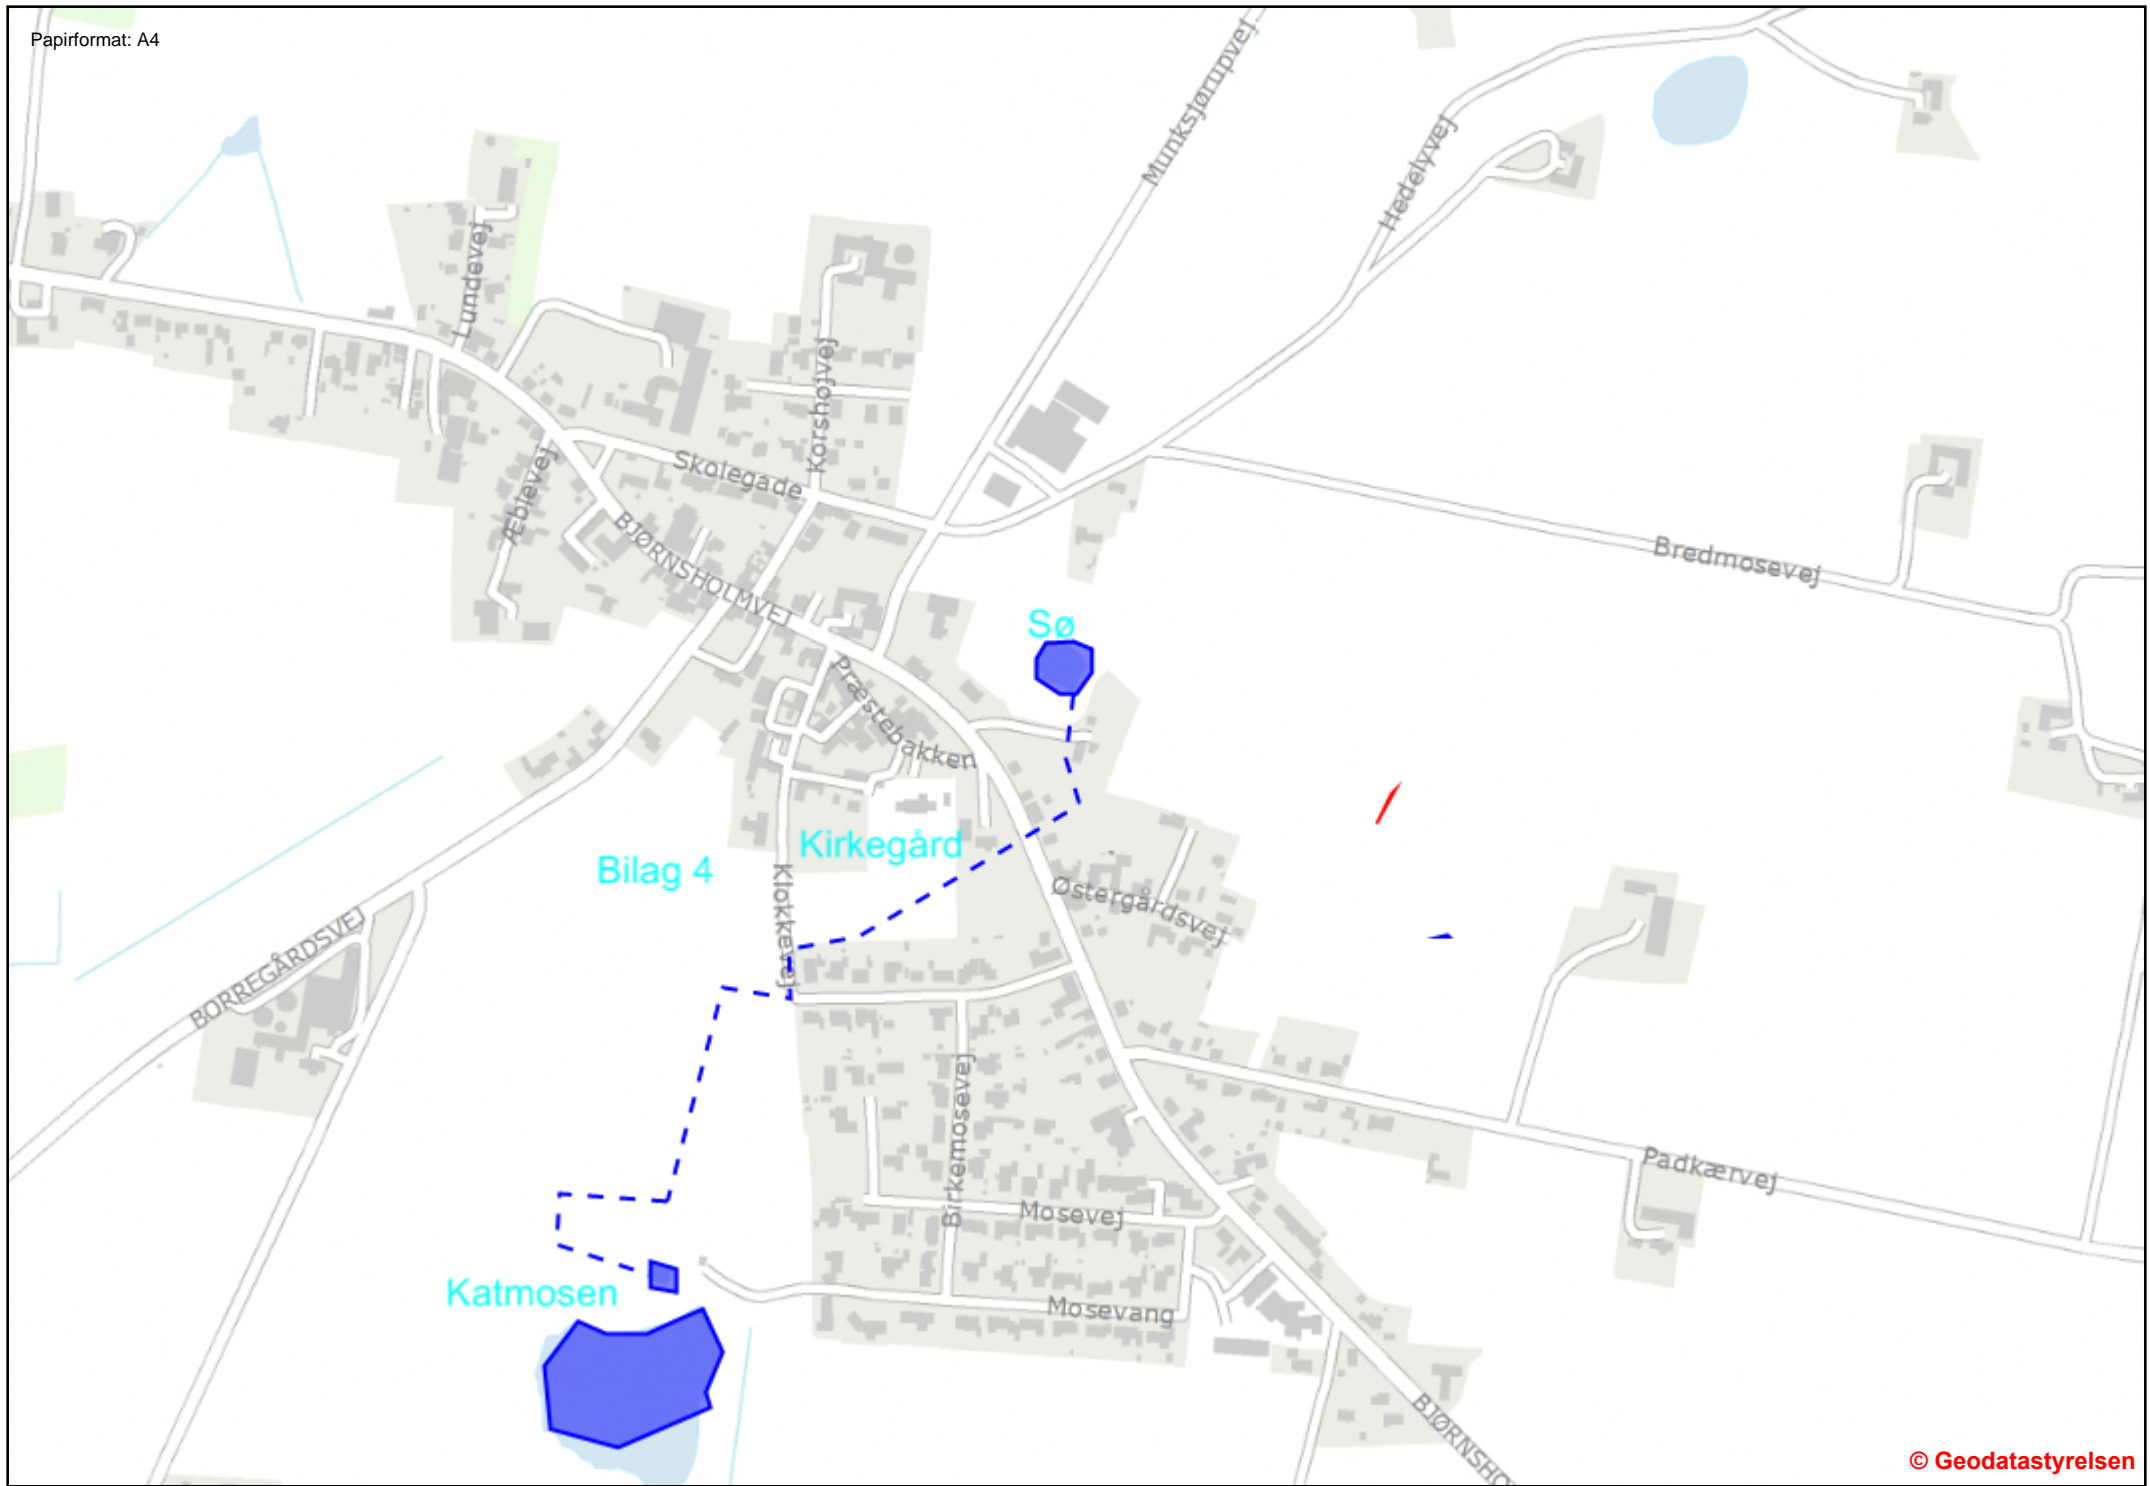 Papirformat: A4
Munksjørupvej
Hedelyvej
Lundevej
Korshøjvej
Skolegade
Æblevej
BJØRNSHOLMVEJ
Bredmosevej
Sø
Præstebakken
Kirkegård
Bilag 4
Klokkevej
Østergårdsvej
BORREGÅRDSVEJ
Birkemosevej
Padkærvej
Mosevej
Katmosen
Mosevang
BJØRNSHO
© Geodatastyrelsen